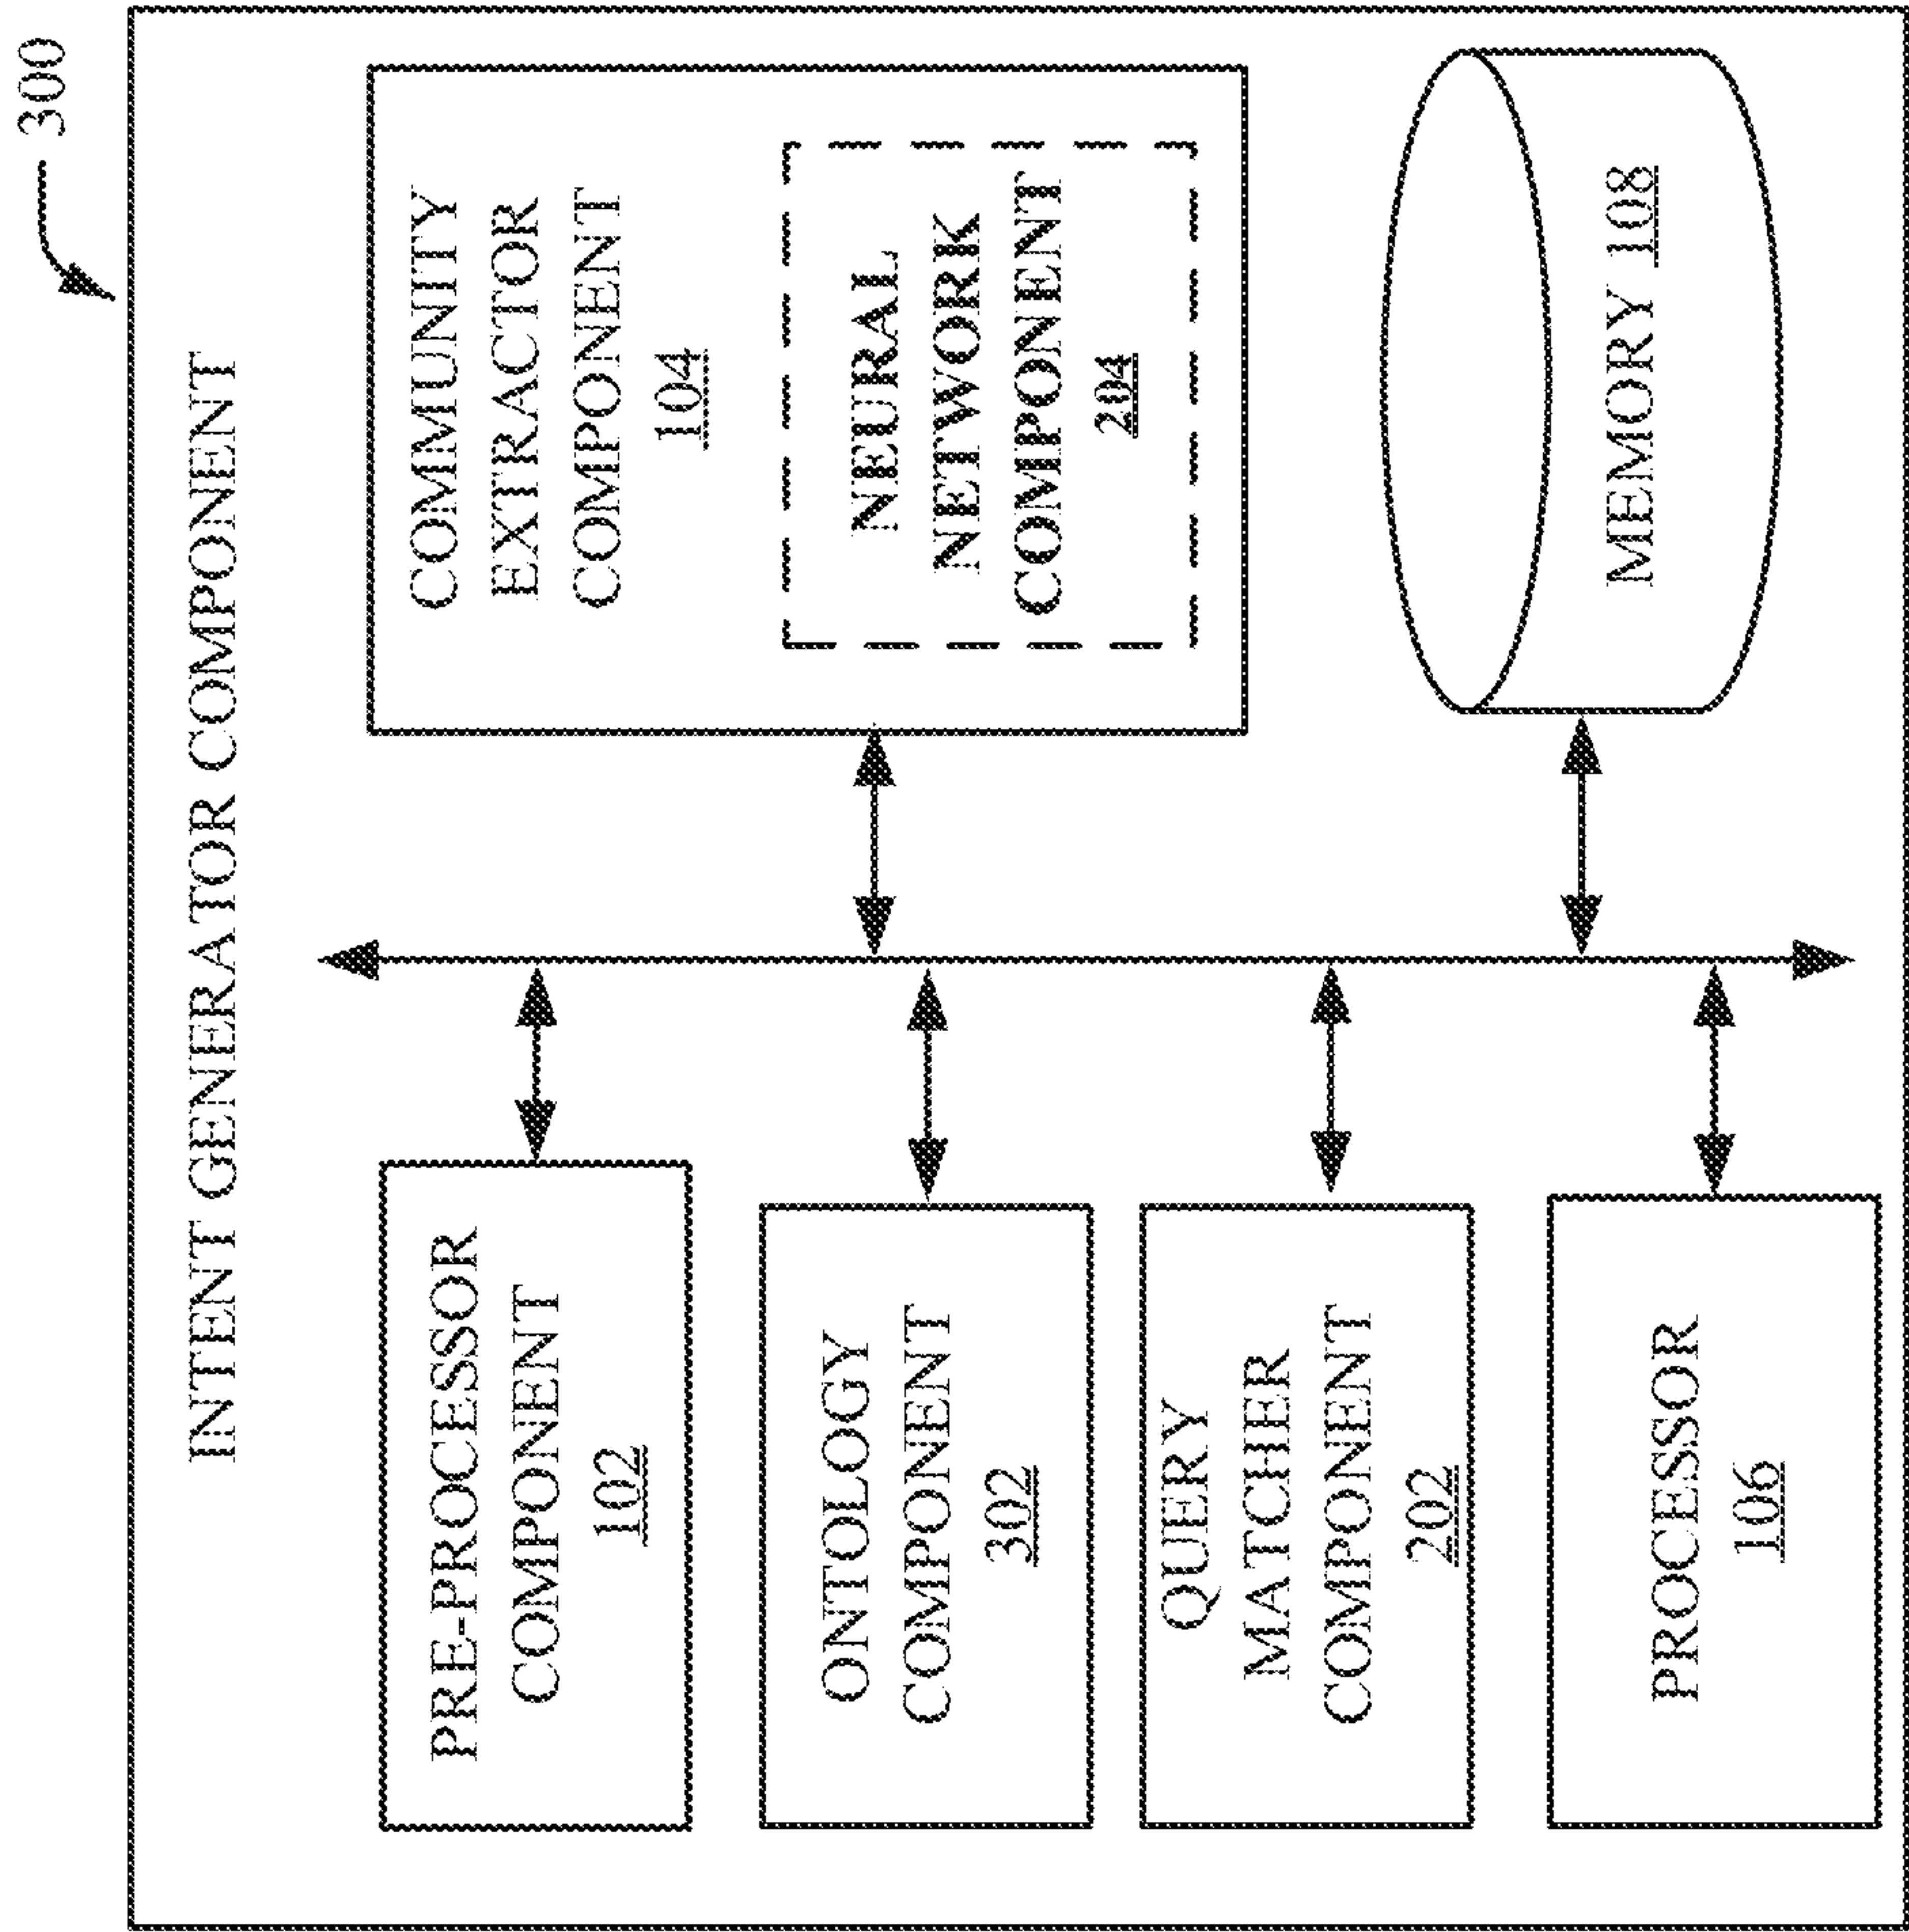 300
INTENT GENERATOR COMPONENT
PRE-PROCESSOR
COMPONENT
102
ONTOLOGY
COMPONENT
302
QUERY
MATCHER
COMPONENT
202
PROCESSOR
106
COMMUNITY
EXTRACTOR
COMPONENT
104
NEURAL
NETWORK
COMPONENT
204
MEMORY 108